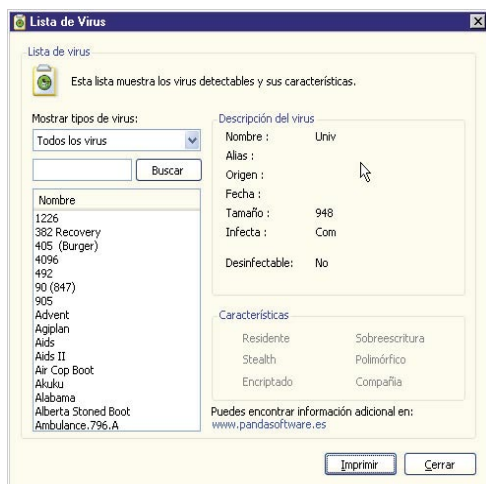 Lista de Virus
Lista de virus
Esta lista muestra los virus detectables y sus características.
Mostrar tipos de virus:
Todos los virus
Buscar
Nombre
1226
382 Recovery
405 (Burger)
4096
492
90 (847)
905
Advent
Agiplan
Aids
Aids II
Air Cop Boot
Akuku
Alabama
Alberta Stoned Boot
Ambulance.796.A
Descripción del virus
Nombre : Univ
Alias :
Origen :
Fecha :
Tamaño : 948
Infecta : Com
Desinfectable: No
Características
Residente Sobreescritura
Stealth Polimórfico
Encriptado Compañia
Puedes encontrar información adicional en:
www.pandasoftware.es
Imprimir Cerrar